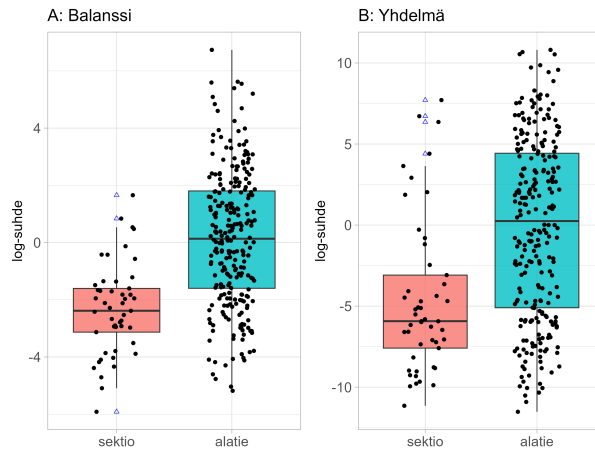 A: Balanssi
log-suhde
4
0
-4
sektio
alatie
B: Yhdelmä
log-suhde
10
5
0
-5
-10
sektio
alatie